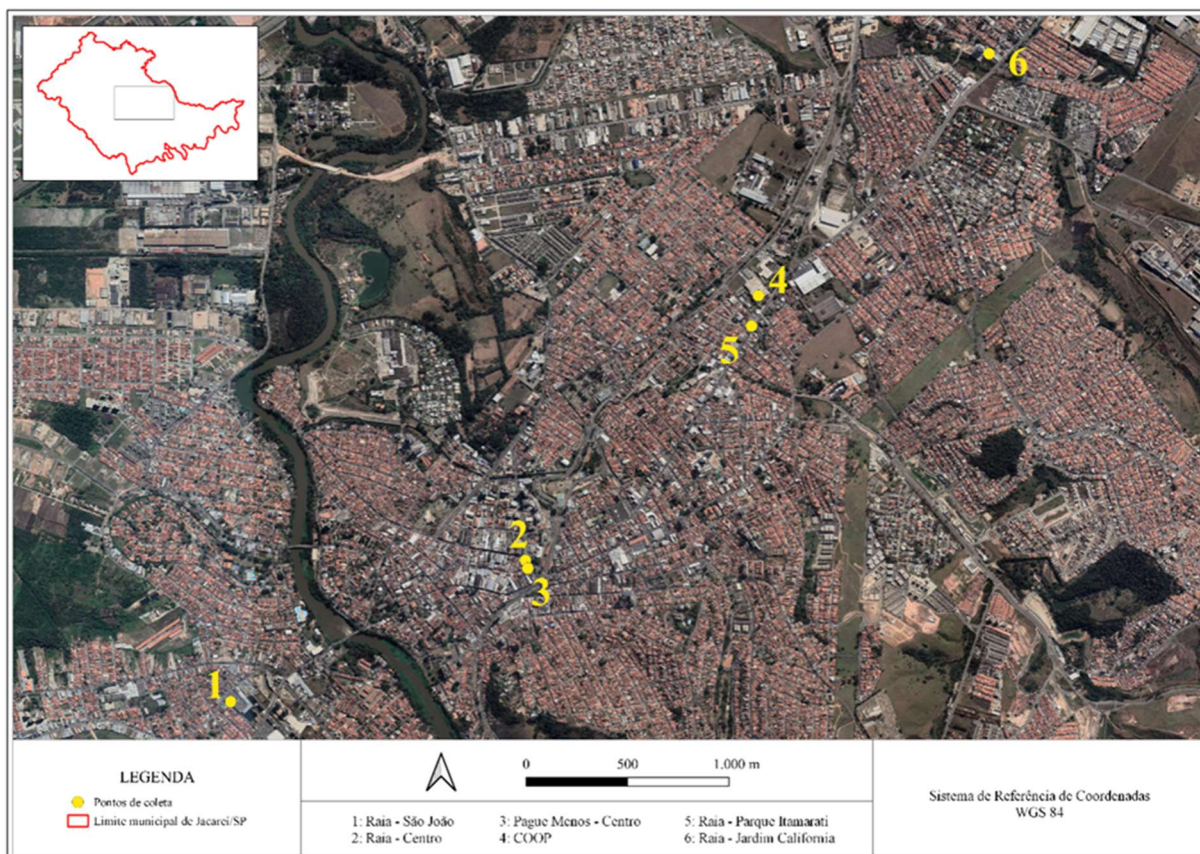 6
4
5
2
3
1
LEGENDA
Pontos de coleta
Limite municipal de Jacareí/SP
0 500 1.000 m
1: Raia - São João 3: Pague Menos - Centro 5: Raia - Parque Itamarati
2: Raia - Centro 4: COOP 6: Raia - Jardim California
Sistema de Referência de Coordenadas
WGS 84